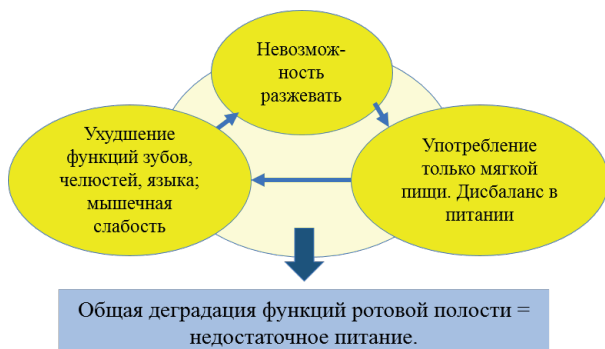 Невозмож-
ность
разжевать
Ухудшение
функций зубов,
челюстей, языка;
мышечная
слабость
Употребление
только мягкой
пищи. Дисбаланс в
питании
Общая деградация функций ротовой полости =
недостаточное питание.